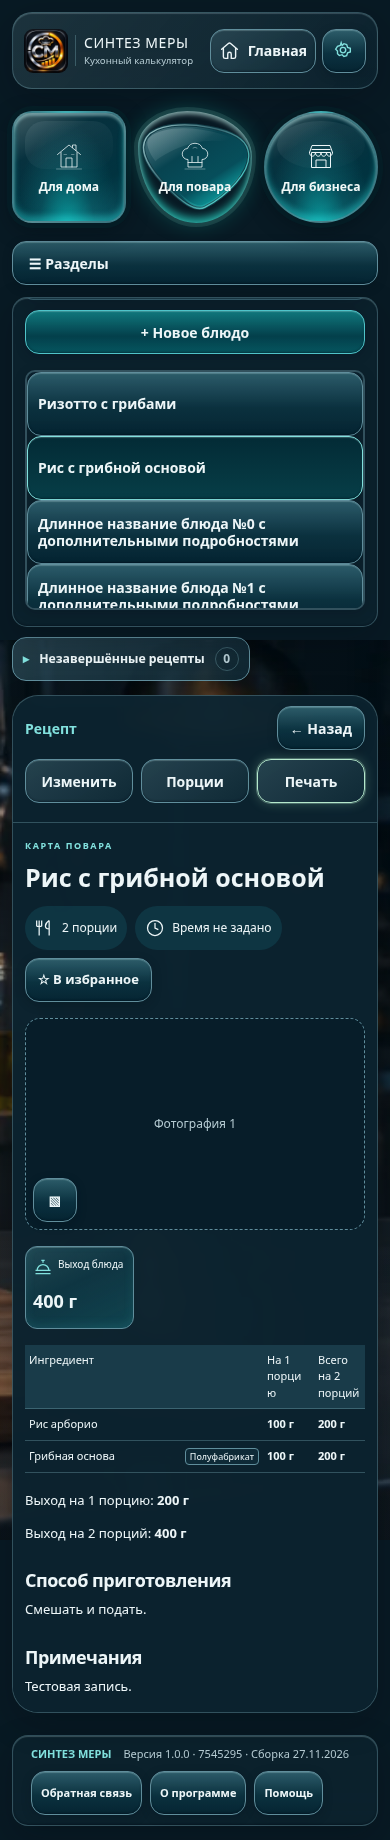 СМ
СИНТЕЗ МЕРЫ
Кухонный калькулятор
Главная
Для дома
Для повара
Для бизнеса
☰ Разделы
+ Новое блюдо
Ризотто с грибами
Рис с грибной основой
Длинное название блюда №0 с
дополнительными подробностями
Длинное название блюда №1 с
дополнительными подробностями
▸ Незавершённые рецепты 0
Рецепт
← Назад
Изменить
Порции
Печать
КАРТА ПОВАРА
Рис с грибной основой
2 порции
Время не задано
☆ В избранное
Фотография 1
Выход блюда
400 г
Ингредиент
На 1
порци
ю
Всего
на 2
порций
Рис арборио 100 г 200 г
Грибная основа Полуфабрикат 100 г 200 г
Выход на 1 порцию: 200 г
Выход на 2 порций: 400 г
Способ приготовления
Смешать и подать.
Примечания
Тестовая запись.
СИНТЕЗ МЕРЫ Версия 1.0.0 · 7545295 · Сборка 27.11.2026
Обратная связь
О программе
Помощь